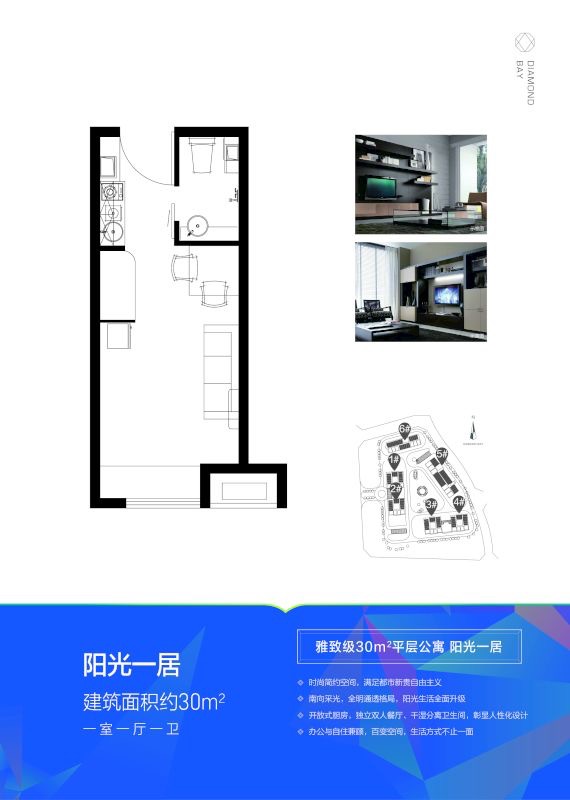 DIAMOND
BAY
6#
1#
5#
2#
3#
4#
阳光一居
建筑面积约30m²
一室一厅一卫
雅致级30m²平层公寓 阳光一居
时尚简约空间，满足都市新贵自由主义
南向采光，全明通透格局，阳光生活全面升级
开放式厨房，独立双人餐厅、干湿分离卫生间，彰显人性化设计
办公与自住兼顾，百变空间，生活方式不止一面